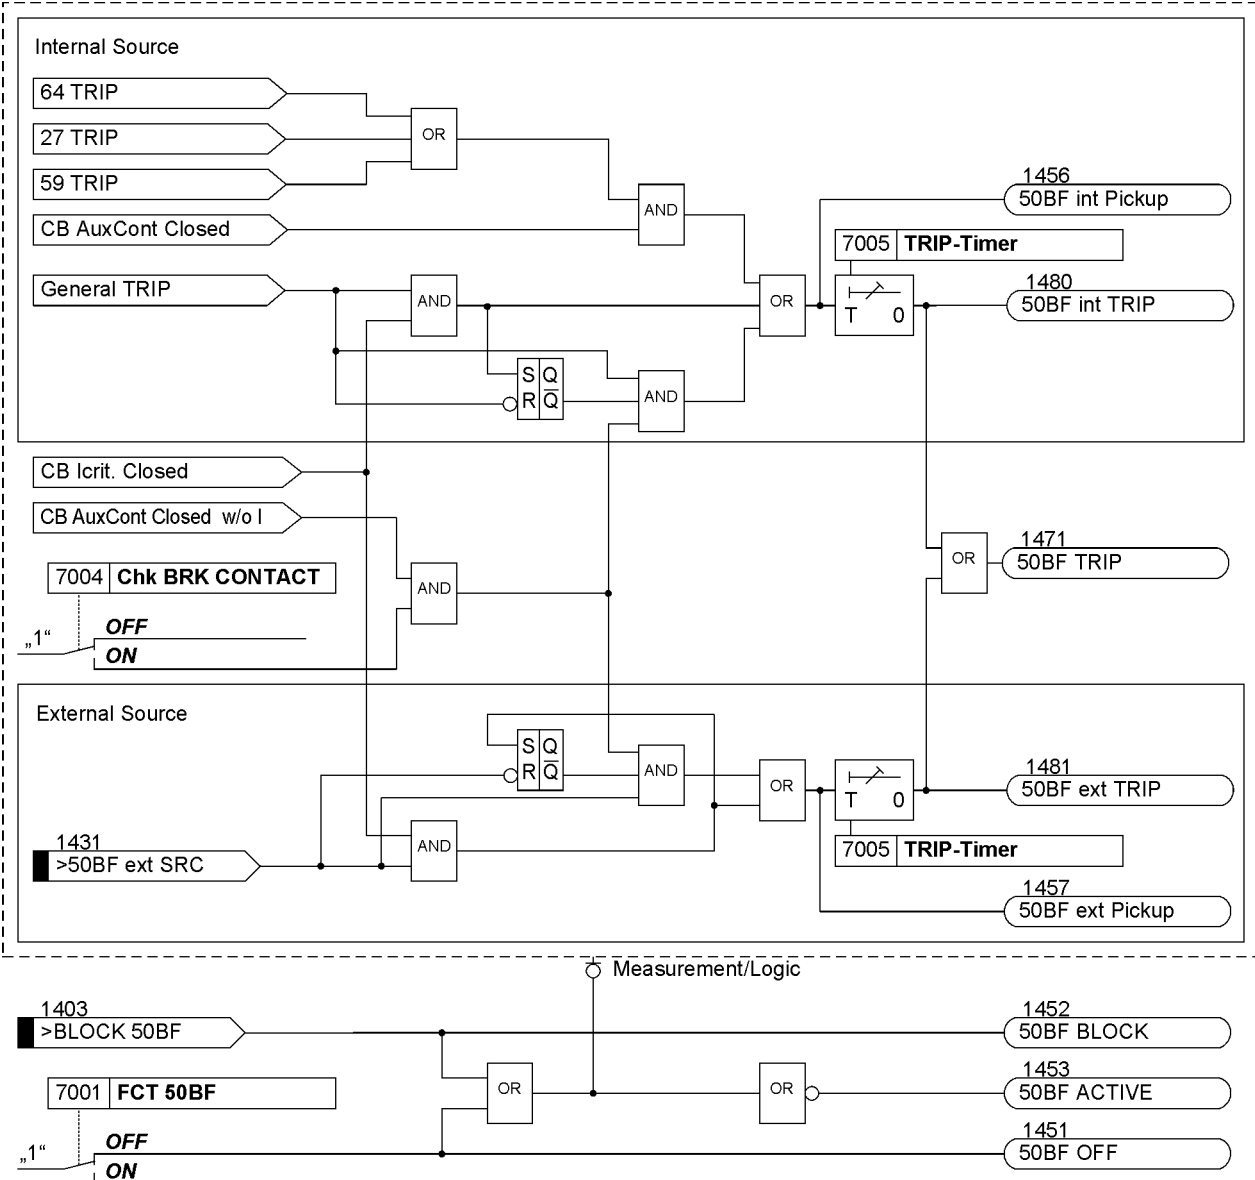 Internal Source
64 TRIP
27 TRIP
59 TRIP
CB AuxCont Closed
General TRIP
OR
AND
AND
S Q
R Q̅
AND
OR
1456
50BF int Pickup
7005 TRIP-Timer
T 0
1480
50BF int TRIP
CB Icrit. Closed
CB AuxCont Closed w/o I
7004 Chk BRK CONTACT
„1“
OFF
ON
AND
OR
1471
50BF TRIP
External Source
S Q
R Q̅
AND
OR
T 0
1481
50BF ext TRIP
1431
>50BF ext SRC
AND
7005 TRIP-Timer
1457
50BF ext Pickup
Measurement/Logic
1403
>BLOCK 50BF
1452
50BF BLOCK
7001 FCT 50BF
OR
OR
1453
50BF ACTIVE
„1“
OFF
ON
1451
50BF OFF